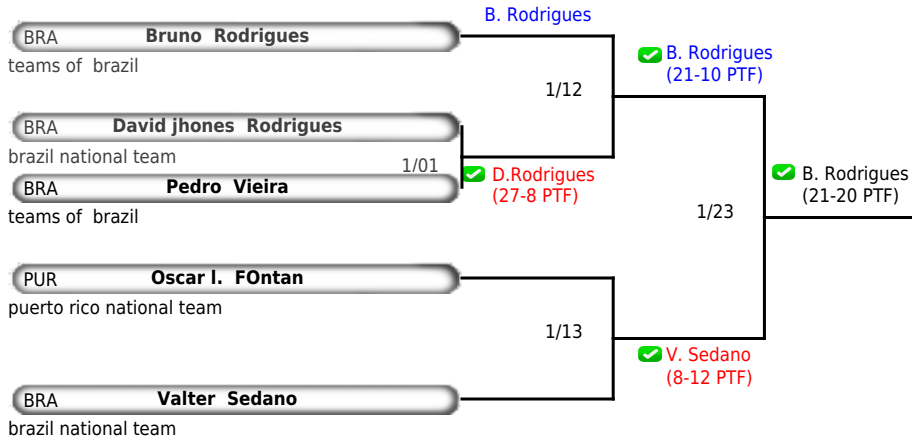 B. Rodrigues
BRA Bruno Rodrigues
teams of brazil
B. Rodrigues
(21-10 PTF)
1/12
BRA David jhones Rodrigues
brazil national team
1/01
D.Rodrigues
(27-8 PTF)
BRA Pedro Vieira
teams of brazil
B. Rodrigues
(21-20 PTF)
1/23
PUR Oscar l. FOntan
puerto rico national team
1/13
V. Sedano
(8-12 PTF)
BRA Valter Sedano
brazil national team